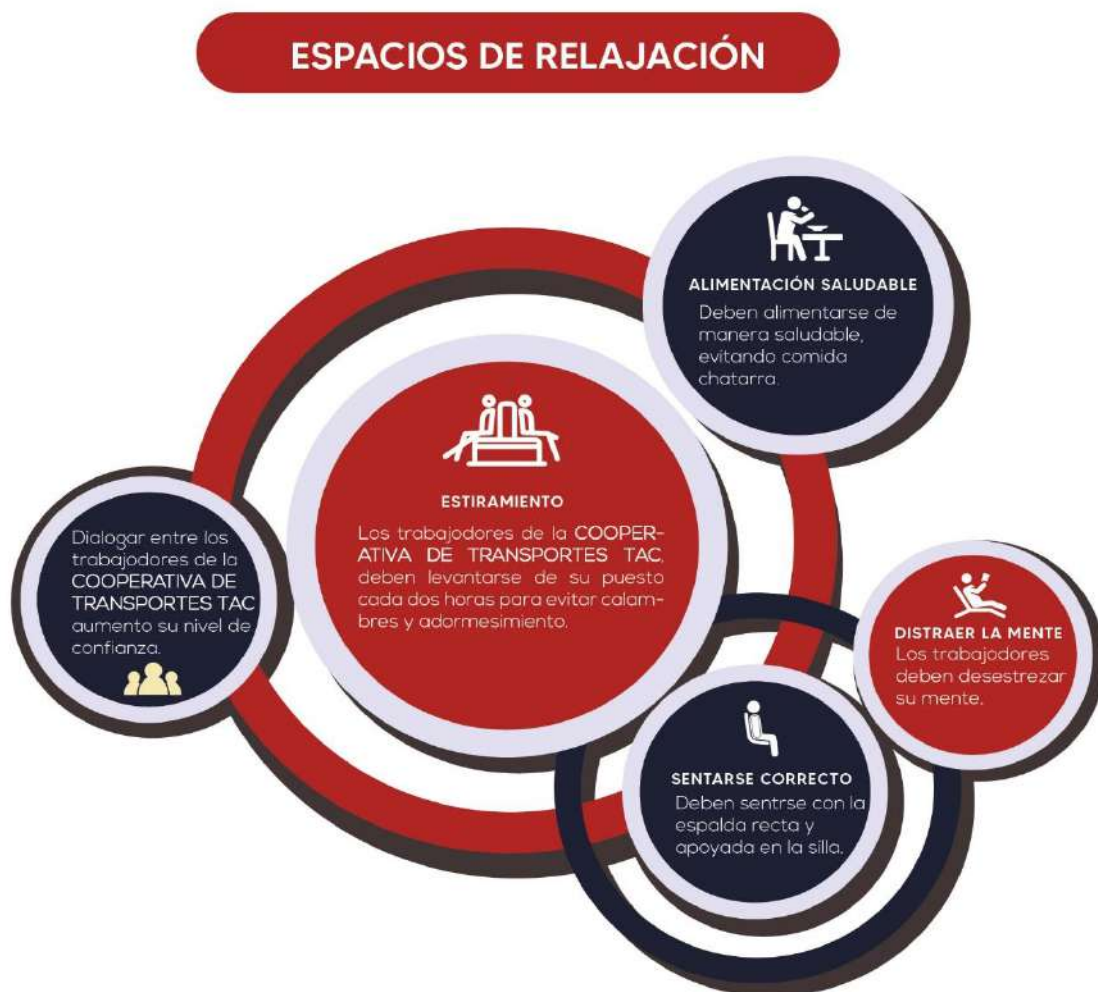 ESPACIOS DE RELAJACIÓN
ALIMENTACIÓN SALUDABLE
Deben alimentarse de
manera saludable,
evitando comida
chatarra.
ESTIRAMIENTO
Los trabajodores de la COOPER-
ATIVA DE TRANSPORTES TAC,
deben levantarse de su puesto
cada dos horas para evitar calam-
bres y adormesimiento.
Dialogar entre los
trabajodores de la
COOPERATIVA DE
TRANSPORTES TAC
aumento su nivel de
confianza.
DISTRAER LA MENTE
Los trabajodores
deben desestrezar
su mente.
SENTARSE CORRECTO
Deben sentrse con la
espalda recta y
apoyada en la silla.